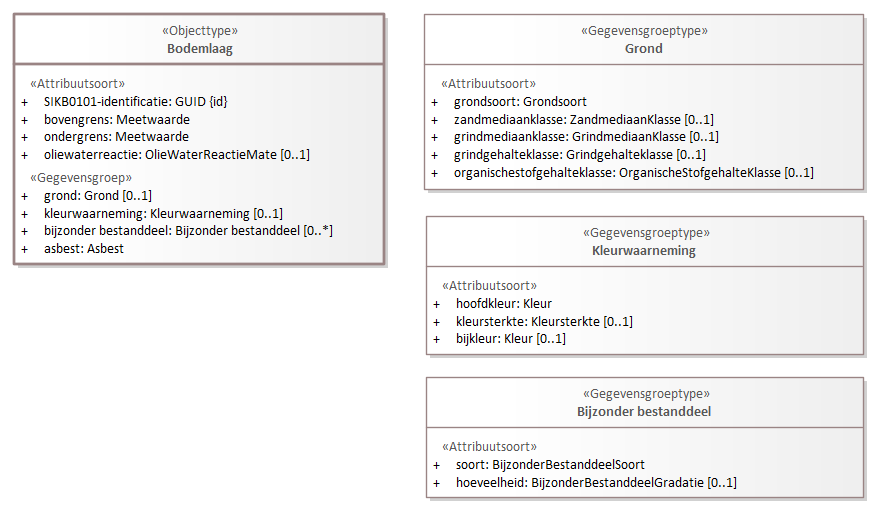 «Objecttype»
Bodemlaag
«Attribuutsoort»
+ SIKB0101-identificatie: GUID {id}
+ bovengrens: Meetwaarde
+ ondergrens: Meetwaarde
+ oliewaterreactie: OlieWaterReactieMate [0..1]
«Gegevensgroep»
+ grond: Grond [0..1]
+ kleurwaarneming: Kleurwaarneming [0..1]
+ bijzonder bestanddeel: Bijzonder bestanddeel [0..*]
+ asbest: Asbest
«Gegevensgroeptype»
Grond
«Attribuutsoort»
+ grondsoort: Grondsoort
+ zandmediaanklasse: ZandmediaanKlasse [0..1]
+ grindmediaanklasse: GrindmediaanKlasse [0..1]
+ grindgehalteklasse: Grindgehalteklasse [0..1]
+ organischestofgehalteklasse: OrganischeStofgehalteKlasse [0..1]
«Gegevensgroeptype»
Kleurwaarneming
«Attribuutsoort»
+ hoofdkleur: Kleur
+ kleursterkte: Kleursterkte [0..1]
+ bijkleur: Kleur [0..1]
«Gegevensgroeptype»
Bijzonder bestanddeel
«Attribuutsoort»
+ soort: BijzonderBestanddeelSoort
+ hoeveelheid: BijzonderBestanddeelGradatie [0..1]